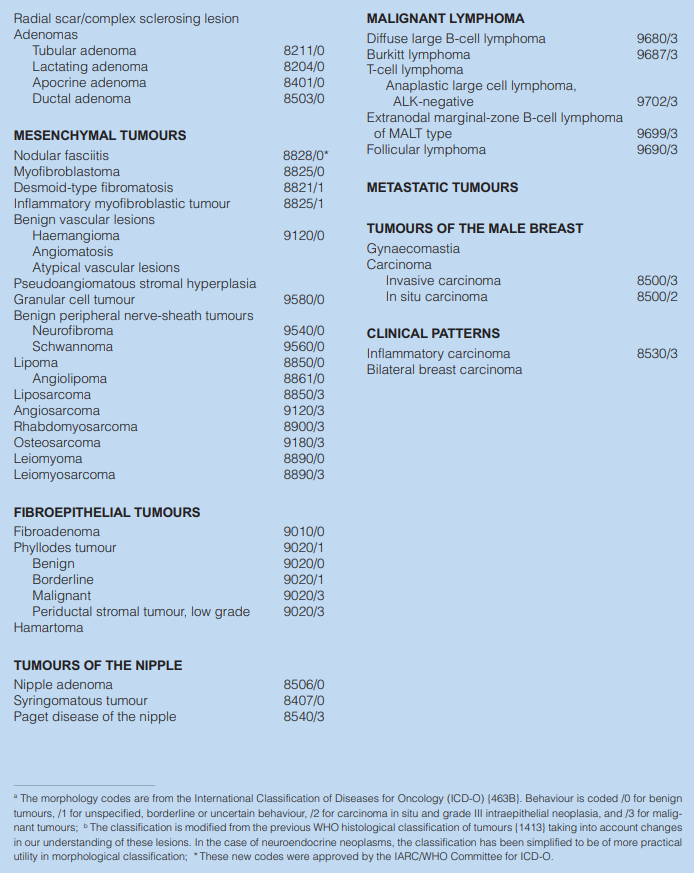 Radial scar/complex sclerosing lesion
Adenomas
Tubular adenoma 8211/0
Lactating adenoma 8204/0
Apocrine adenoma 8401/0
Ductal adenoma 8503/0
MESENCHYMAL TUMOURS
Nodular fasciitis 8828/0*
Myofibroblastoma 8825/0
Desmoid-type fibromatosis 8821/1
Inflammatory myofibroblastic tumour 8825/1
Benign vascular lesions
Haemangioma 9120/0
Angiomatosis
Atypical vascular lesions
Pseudoangiomatous stromal hyperplasia
Granular cell tumour 9580/0
Benign peripheral nerve-sheath tumours
Neurofibroma 9540/0
Schwannoma 9560/0
Lipoma 8850/0
Angiolipoma 8861/0
Liposarcoma 8850/3
Angiosarcoma 9120/3
Rhabdomyosarcoma 8900/3
Osteosarcoma 9180/3
Leiomyoma 8890/0
Leiomyosarcoma 8890/3
FIBROEPITHELIAL TUMOURS
Fibroadenoma 9010/0
Phyllodes tumour 9020/1
Benign 9020/0
Borderline 9020/1
Malignant 9020/3
Periductal stromal tumour, low grade 9020/3
Hamartoma
TUMOURS OF THE NIPPLE
Nipple adenoma 8506/0
Syringomatous tumour 8407/0
Paget disease of the nipple 8540/3
MALIGNANT LYMPHOMA
Diffuse large B-cell lymphoma 9680/3
Burkitt lymphoma 9687/3
T-cell lymphoma
Anaplastic large cell lymphoma,
ALK-negative 9702/3
Extranodal marginal-zone B-cell lymphoma
of MALT type 9699/3
Follicular lymphoma 9690/3
METASTATIC TUMOURS
TUMOURS OF THE MALE BREAST
Gynaecomastia
Carcinoma
Invasive carcinoma 8500/3
In situ carcinoma 8500/2
CLINICAL PATTERNS
Inflammatory carcinoma 8530/3
Bilateral breast carcinoma
ᵃ The morphology codes are from the International Classification of Diseases for Oncology (ICD-O) {463B}. Behaviour is coded /0 for benign
tumours, /1 for unspecified, borderline or uncertain behaviour, /2 for carcinoma in situ and grade III intraepithelial neoplasia, and /3 for malig-
nant tumours; ᵇ The classification is modified from the previous WHO histological classification of tumours {1413} taking into account changes
in our understanding of these lesions. In the case of neuroendocrine neoplasms, the classification has been simplified to be of more practical
utility in morphological classification; * These new codes were approved by the IARC/WHO Committee for ICD-O.